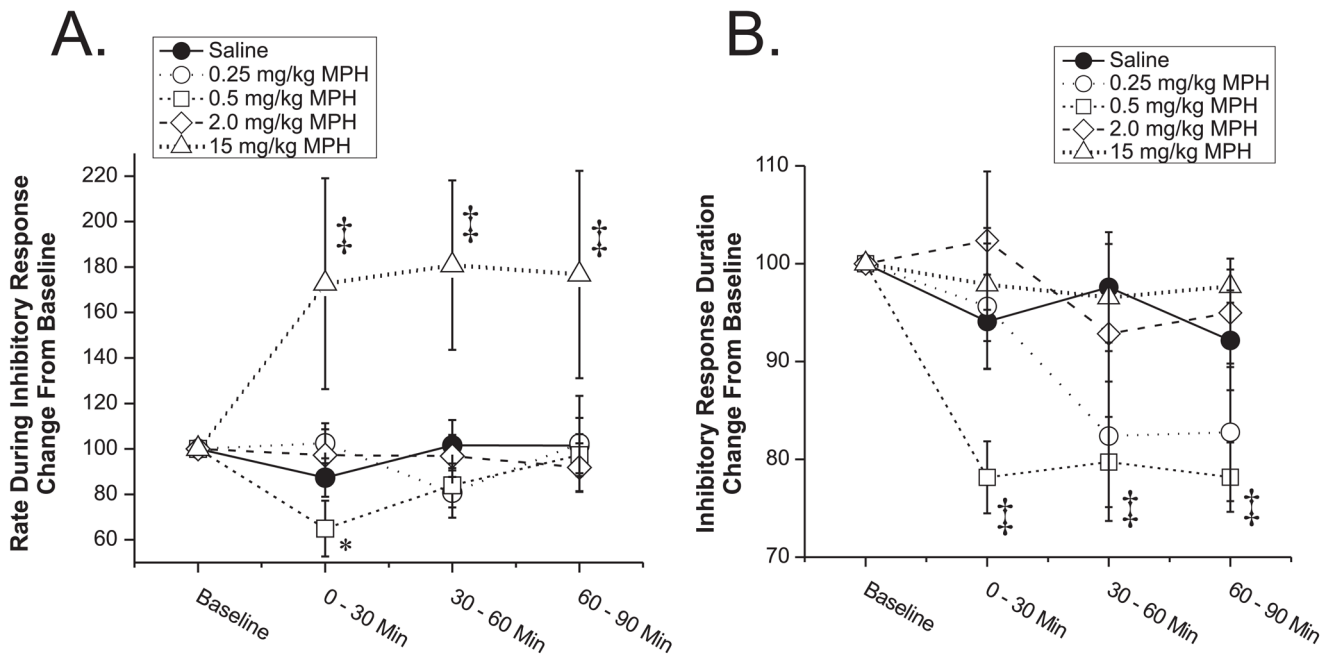 A.
Saline
0.25 mg/kg MPH
0.5 mg/kg MPH
2.0 mg/kg MPH
15 mg/kg MPH
Rate During Inhibitory Response
Change From Baseline
220
200
180
160
140
120
100
80
60
‡
‡
‡
*
Baseline
0 - 30 Min
30 - 60 Min
60 - 90 Min
B.
Saline
0.25 mg/kg MPH
0.5 mg/kg MPH
2.0 mg/kg MPH
15 mg/kg MPH
Inhibitory Response Duration
Change From Baseline
110
100
90
80
70
‡
‡
‡
Baseline
0 - 30 Min
30 - 60 Min
60 - 90 Min